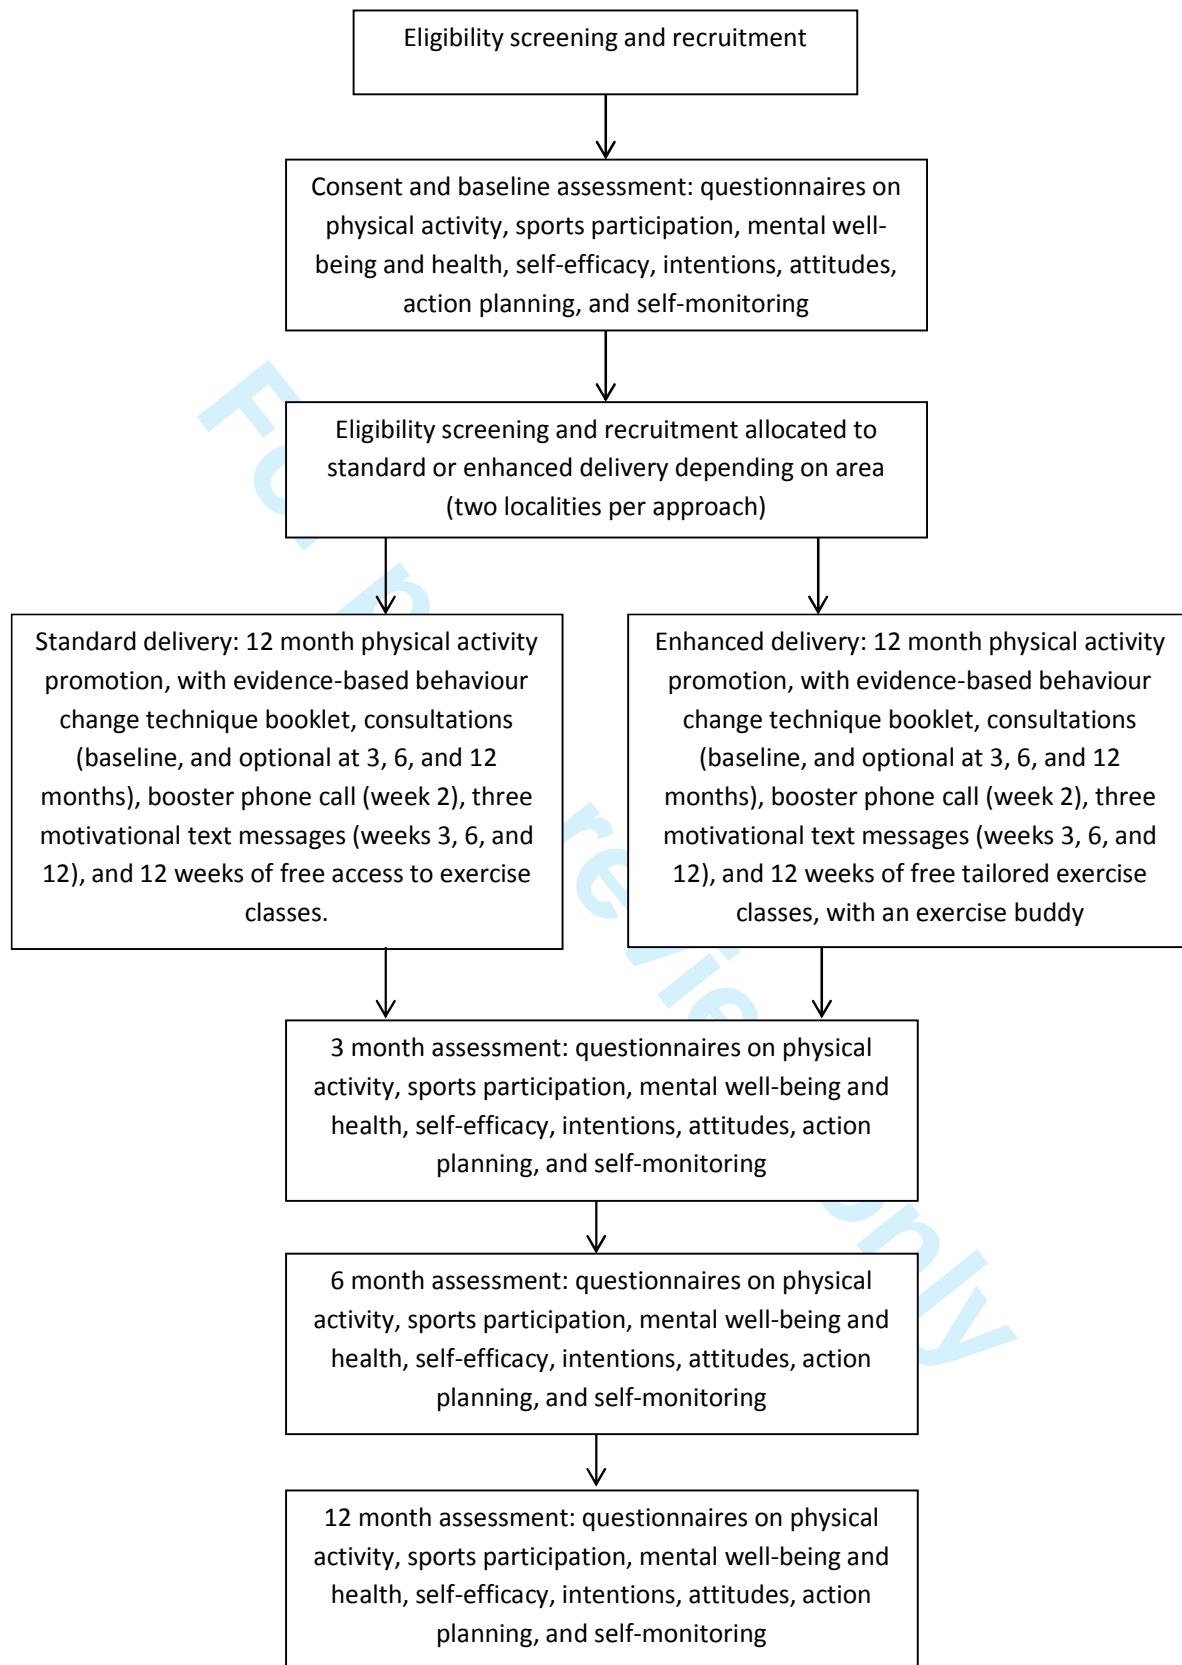 Eligibility screening and recruitment
Consent and baseline assessment: questionnaires on
physical activity, sports participation, mental well-
being and health, self-efficacy, intentions, attitudes,
action planning, and self-monitoring
Eligibility screening and recruitment allocated to
standard or enhanced delivery depending on area
(two localities per approach)
Standard delivery: 12 month physical activity
promotion, with evidence-based behaviour
change technique booklet, consultations
(baseline, and optional at 3, 6, and 12
months), booster phone call (week 2), three
motivational text messages (weeks 3, 6, and
12), and 12 weeks of free access to exercise
classes.
Enhanced delivery: 12 month physical activity
promotion, with evidence-based behaviour
change technique booklet, consultations
(baseline, and optional at 3, 6, and 12
months), booster phone call (week 2), three
motivational text messages (weeks 3, 6, and
12), and 12 weeks of free tailored exercise
classes, with an exercise buddy
3 month assessment: questionnaires on physical
activity, sports participation, mental well-being and
health, self-efficacy, intentions, attitudes, action
planning, and self-monitoring
6 month assessment: questionnaires on physical
activity, sports participation, mental well-being and
health, self-efficacy, intentions, attitudes, action
planning, and self-monitoring
12 month assessment: questionnaires on physical
activity, sports participation, mental well-being and
health, self-efficacy, intentions, attitudes, action
planning, and self-monitoring